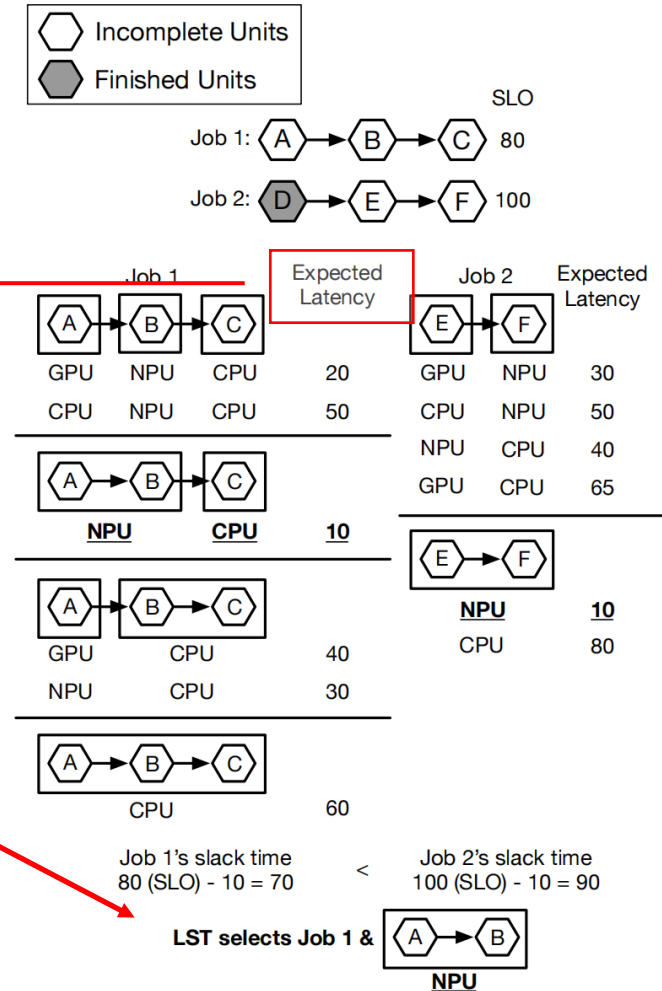 Incomplete Units
Finished Units
SLO
Job 1: A B C 80
Job 2: D E F 100
Job 1 Expected Latency
A B C
GPU NPU CPU 20
CPU NPU CPU 50
A B C
NPU CPU 10
A B C
GPU CPU 40
NPU CPU 30
A B C
CPU 60
Job 2 Expected Latency
E F
GPU NPU 30
CPU NPU 50
NPU CPU 40
GPU CPU 65
E F
NPU 10
CPU 80
Job 1's slack time
80 (SLO) - 10 = 70
<
Job 2's slack time
100 (SLO) - 10 = 90
LST selects Job 1 & A B
NPU